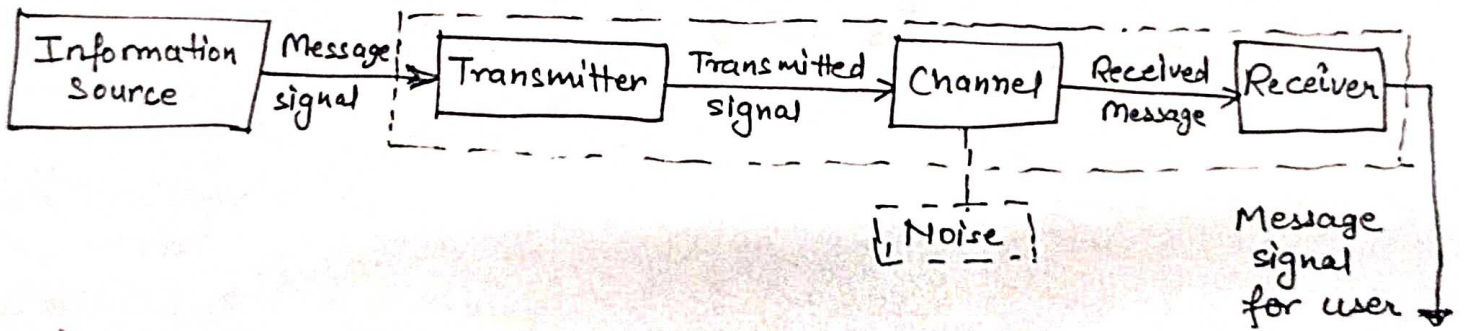 Information
Source
Message
signal
Transmitter
Transmitted
signal
Channel
Received
Message
Receiver
Noise
Message
signal
for user